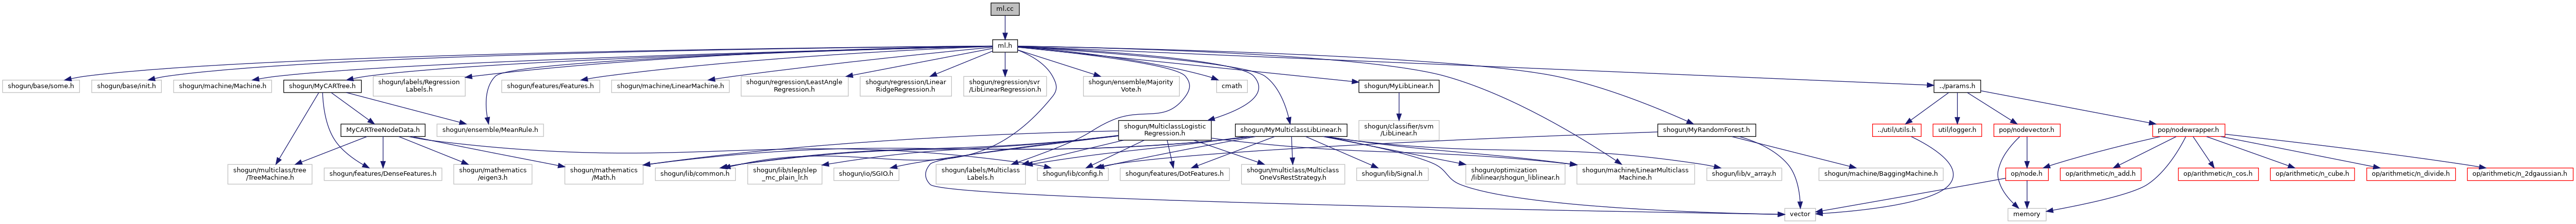 ml.cc
ml.h
shogun/base/some.h
shogun/base/init.h
shogun/machine/Machine.h
shogun/MyCARTree.h
shogun/labels/Regression
Labels.h
shogun/features/Features.h
shogun/machine/LinearMachine.h
shogun/regression/LeastAngle
Regression.h
shogun/regression/Linear
RidgeRegression.h
shogun/regression/svr
/LibLinearRegression.h
shogun/ensemble/Majority
Vote.h
cmath
shogun/MyLibLinear.h
../params.h
MyCARTreeNodeData.h
shogun/ensemble/MeanRule.h
shogun/MulticlassLogistic
Regression.h
shogun/MyMulticlassLibLinear.h
shogun/classifier/svm
/LibLinear.h
shogun/MyRandomForest.h
../util/utils.h
util/logger.h
pop/nodevector.h
pop/nodewrapper.h
shogun/multiclass/tree
/TreeMachine.h
shogun/features/DenseFeatures.h
shogun/mathematics
/eigen3.h
shogun/mathematics
/Math.h
shogun/lib/common.h
shogun/lib/slep/slep
_mc_plain_lr.h
shogun/io/SGIO.h
shogun/labels/Multiclass
Labels.h
shogun/lib/config.h
shogun/features/DotFeatures.h
shogun/multiclass/Multiclass
OneVsRestStrategy.h
shogun/lib/Signal.h
shogun/optimization
/liblinear/shogun_liblinear.h
shogun/machine/LinearMulticlass
Machine.h
shogun/lib/v_array.h
shogun/machine/BaggingMachine.h
op/node.h
op/arithmetic/n_add.h
op/arithmetic/n_cos.h
op/arithmetic/n_cube.h
op/arithmetic/n_divide.h
op/arithmetic/n_2dgaussian.h
vector
memory